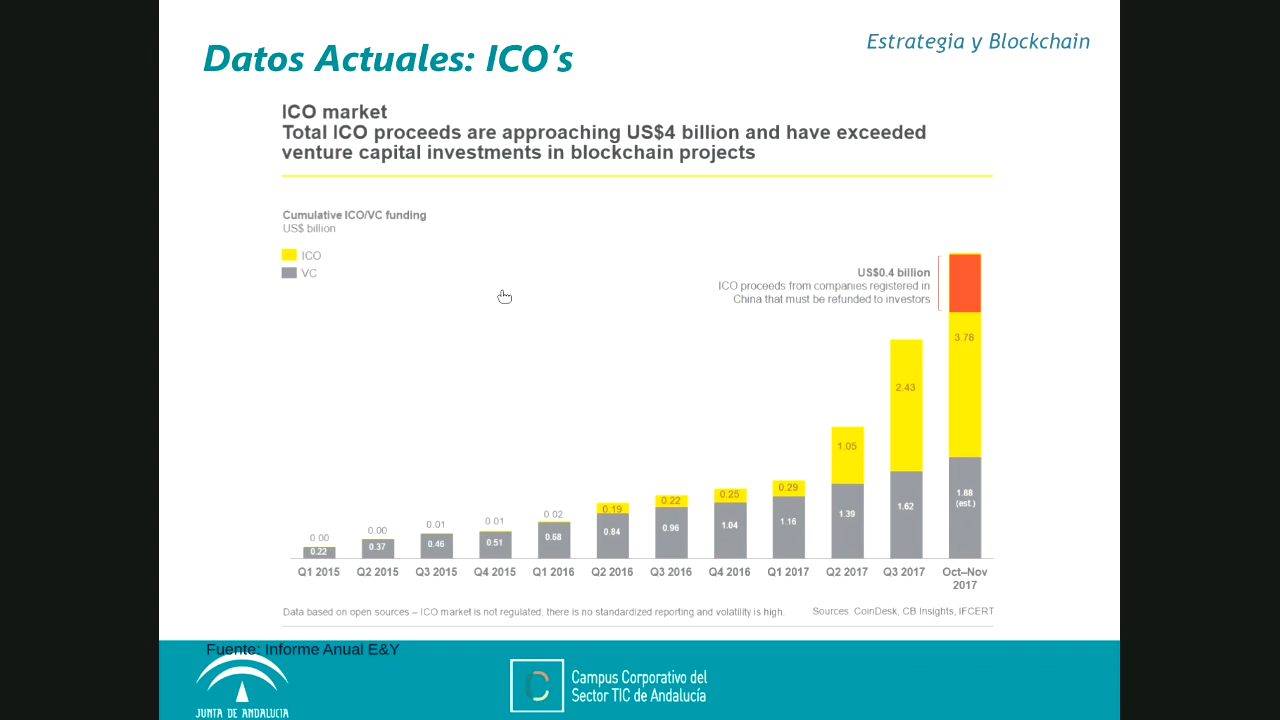 Datos Actuales: ICO's
Estrategia y Blockchain
ICO market
Total ICO proceeds are approaching US$4 billion and have exceeded
venture capital investments in blockchain projects
Cumulative ICO/VC funding
US$ billion
ICO
VC
US$0.4 billion
ICO proceeds from companies registered in
China that must be refunded to investors
3.78
2.43
1.05
0.29
0.25
0.22
0.19
0.02
0.01
0.01
0.00
0.00
0.22
0.37
0.46
0.51
0.68
0.84
0.96
1.04
1.16
1.39
1.62
1.88
(est.)
Q1 2015 Q2 2015 Q3 2015 Q4 2015 Q1 2016 Q2 2016 Q3 2016 Q4 2016 Q1 2017 Q2 2017 Q3 2017 Oct–Nov
2017
Data based on open sources – ICO market is not regulated, there is no standardized reporting and volatility is high.
Sources: CoinDesk, CB Insights, IFCERT
Fuente: Informe Anual E&Y
JUNTA DE ANDALUCIA
C
Campus Corporativo del
Sector TIC de Andalucía